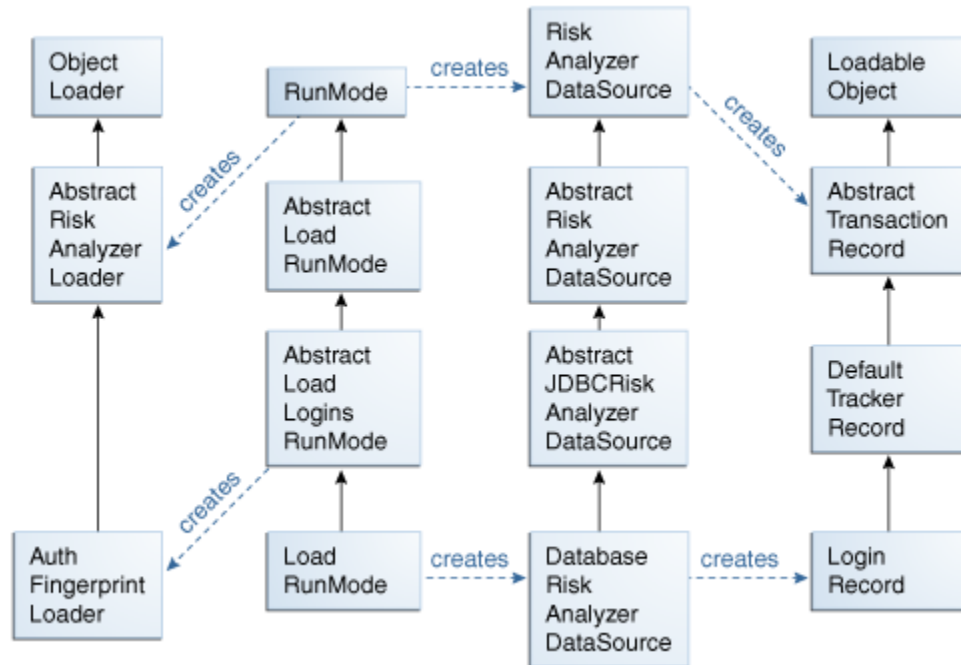 Object
Loader
RunMode
creates
Risk
Analyzer
DataSource
Loadable
Object
creates
creates
Abstract
Risk
Analyzer
Loader
Abstract
Load
RunMode
Abstract
Risk
Analyzer
DataSource
Abstract
Transaction
Record
Abstract
Load
Logins
RunMode
Abstract
JDBCRisk
Analyzer
DataSource
Default
Tracker
Record
creates
Auth
Fingerprint
Loader
Load
RunMode
creates
Database
Risk
Analyzer
DataSource
creates
Login
Record